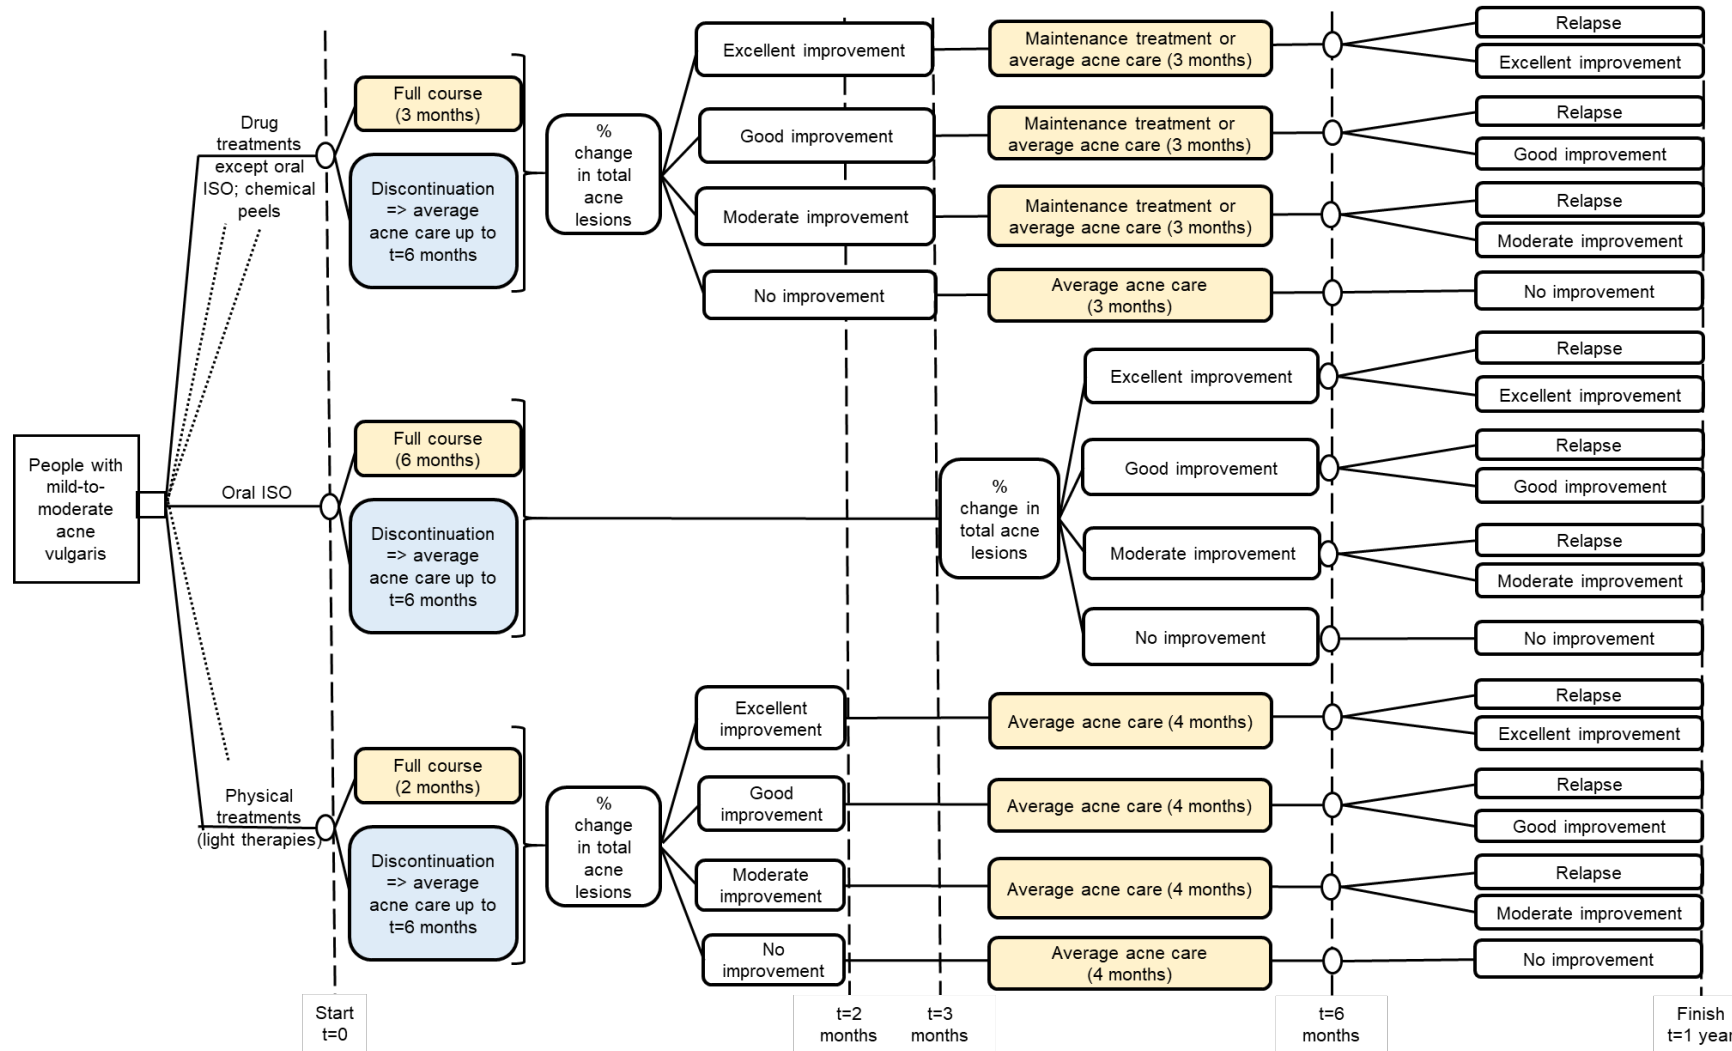 People with
mild-to-
moderate
acne
vulgaris
Drug
treatments
except oral
ISO; chemical
peels
Full course
(3 months)
Discontinuation
=> average
acne care up to
t=6 months
%
change
in total
acne
lesions
Excellent improvement
Maintenance treatment or
average acne care (3 months)
Relapse
Excellent improvement
Good improvement
Maintenance treatment or
average acne care (3 months)
Relapse
Good improvement
Moderate improvement
Maintenance treatment or
average acne care (3 months)
Relapse
Moderate improvement
No improvement
Average acne care
(3 months)
No improvement
Oral ISO
Full course
(6 months)
Discontinuation
=> average
acne care up to
t=6 months
%
change in
total acne
lesions
Excellent improvement
Relapse
Excellent improvement
Good improvement
Relapse
Good improvement
Moderate improvement
Relapse
Moderate improvement
No improvement
No improvement
Physical
treatments
(light therapies)
Full course
(2 months)
Discontinuation
=> average
acne care up to
t=6 months
%
change
in total
acne
lesions
Excellent
improvement
Average acne care (4 months)
Relapse
Excellent improvement
Good
improvement
Average acne care (4 months)
Relapse
Good improvement
Moderate
improvement
Average acne care (4 months)
Relapse
Moderate improvement
No
improvement
Average acne care
(4 months)
No improvement
Start
t=0
t=2
months
t=3
months
t=6
months
Finish
t=1 year